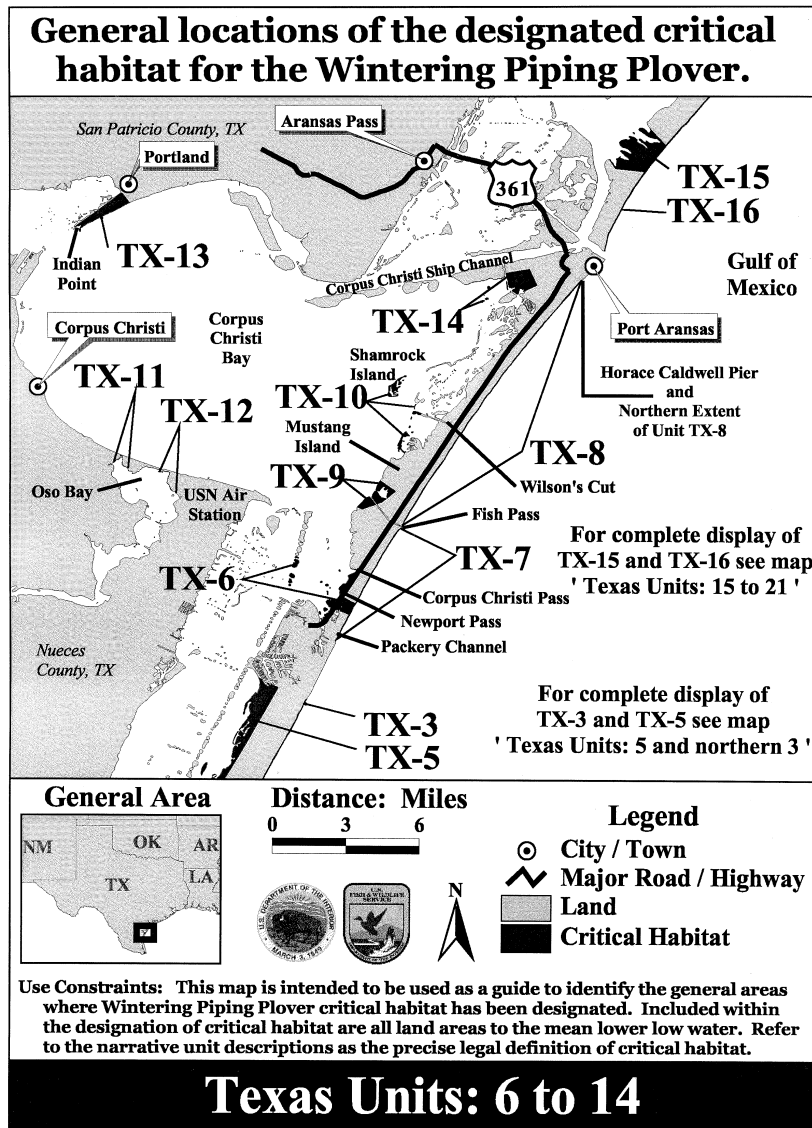 General locations of the designated critical
habitat for the Wintering Piping Plover.
San Patricio County, TX
Aransas Pass
Portland
361
TX-15
TX-16
TX-13
Indian
Point
Corpus Christi Ship Channel
Gulf of
Mexico
TX-14
Port Aransas
Corpus Christi
Corpus
Christi
Bay
Shamrock
Island
Horace Caldwell Pier
and
Northern Extent
of Unit TX-8
TX-11
TX-12
TX-10
Mustang
Island
TX-8
TX-9
Wilson's Cut
Oso Bay
USN Air
Station
Fish Pass
For complete display of
TX-15 and TX-16 see map
' Texas Units: 15 to 21 '
TX-7
TX-6
Corpus Christi Pass
Newport Pass
Packery Channel
Nueces
County, TX
For complete display of
TX-3 and TX-5 see map
' Texas Units: 5 and northern 3 '
TX-3
TX-5
General Area
NM
OK
AR
TX
LA
Distance: Miles
0 3 6
U.S. DEPARTMENT OF THE INTERIOR
MARCH 3, 1849
U.S.
FISH & WILDLIFE
SERVICE
N
Legend
City / Town
Major Road / Highway
Land
Critical Habitat
Use Constraints: This map is intended to be used as a guide to identify the general areas
where Wintering Piping Plover critical habitat has been designated. Included within
the designation of critical habitat are all land areas to the mean lower low water. Refer
to the narrative unit descriptions as the precise legal definition of critical habitat.
Texas Units: 6 to 14